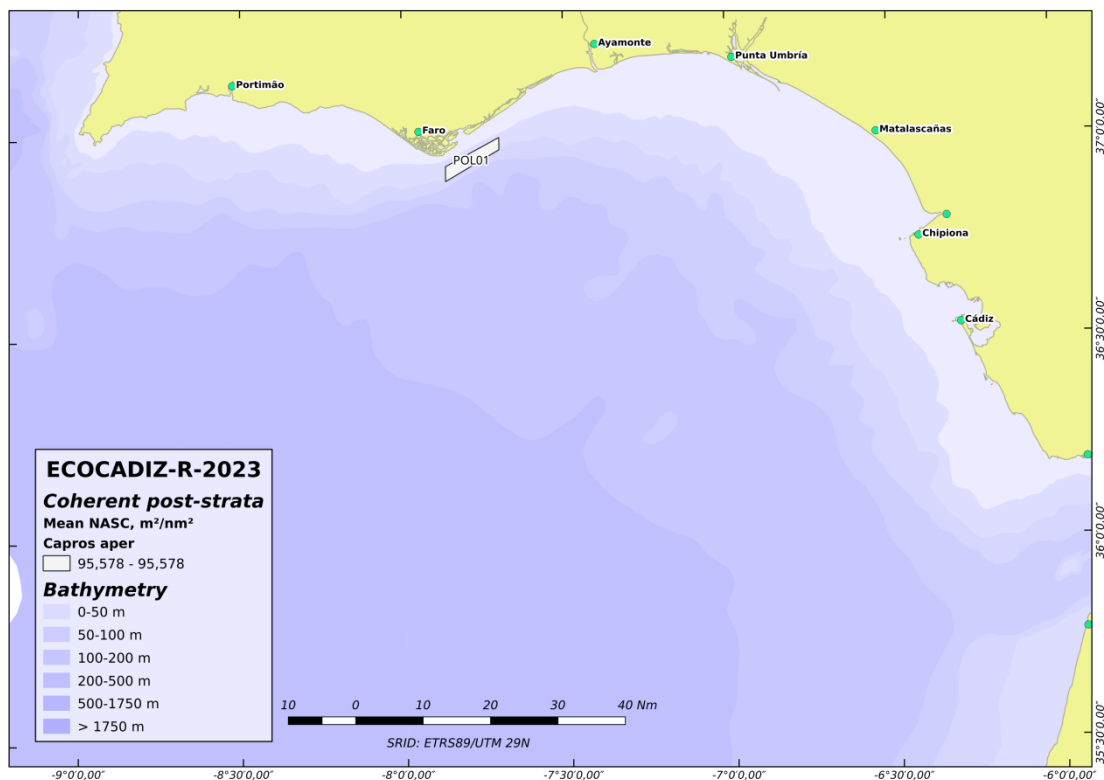 Ayamonte
Punta Umbría
Portimão
Faro
Matalascañas
POL01
Chipiona
Cádiz
37°0'0.00"
36°30'0.00"
36°0'0.00"
35°30'0.00"
ECOCADIZ-R-2023
Coherent post-strata
Mean NASC, m²/nm²
Capros aper
95,578 - 95,578
Bathymetry
0-50 m
50-100 m
100-200 m
200-500 m
500-1750 m
> 1750 m
10 0 10 20 30 40 Nm
SRID: ETRS89/UTM 29N
-9°0'0.00" -8°30'0.00" -8°0'0.00" -7°30'0.00" -7°0'0.00" -6°30'0.00" -6°0'0.00"